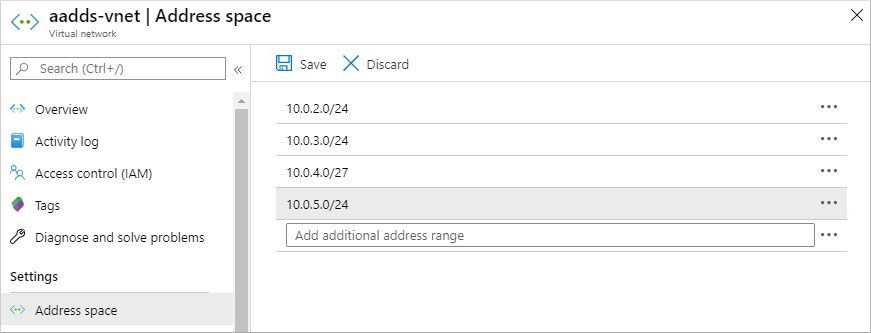 aadds-vnet | Address space
Virtual network
Search (Ctrl+/)
«
Save
Discard
Overview
Activity log
Access control (IAM)
Tags
Diagnose and solve problems
Settings
Address space
10.0.2.0/24
10.0.3.0/24
10.0.4.0/27
10.0.5.0/24
Add additional address range